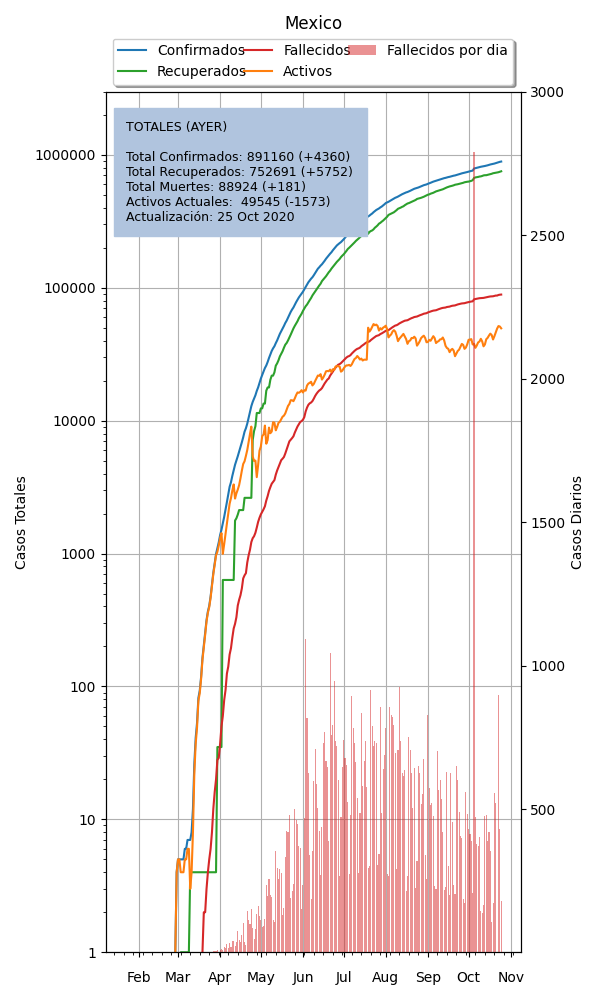 Mexico
Confirmados
Fallecidos
Fallecidos por dia
Recuperados
Activos
TOTALES (AYER)
Total Confirmados: 891160 (+4360)
Total Recuperados: 752691 (+5752)
Total Muertes: 88924 (+181)
Activos Actuales:  49545 (-1573)
Actualización: 25 Oct 2020
1000000
100000
10000
1000
100
10
1
3000
2500
2000
1500
1000
500
Casos Totales
Casos Diarios
Feb Mar Apr May Jun Jul Aug Sep Oct Nov